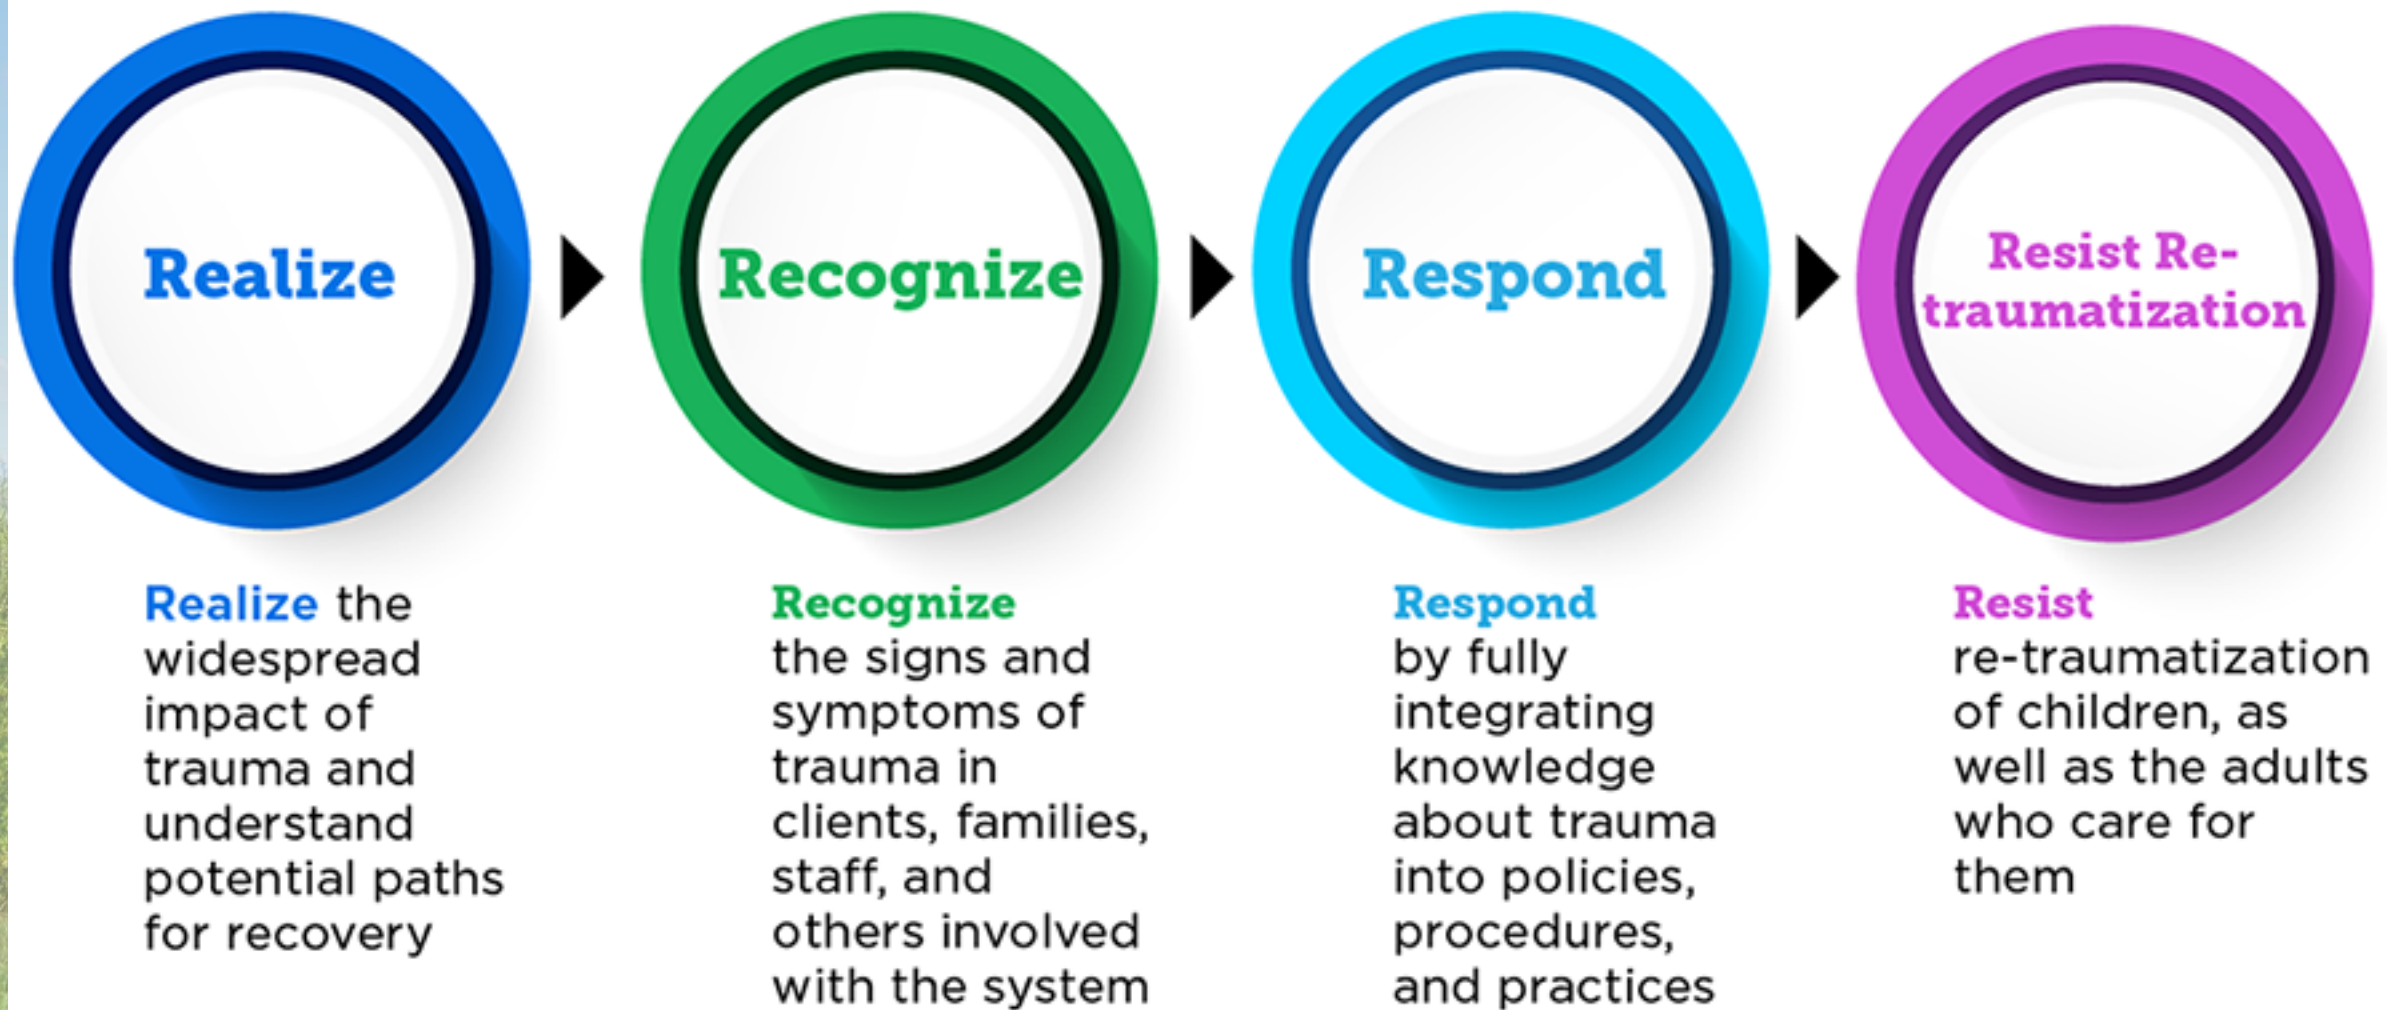 Realize
Recognize
Respond
Resist Re-
traumatization
Realize the
widespread
impact of
trauma and
understand
potential paths
for recovery
Recognize
the signs and
symptoms of
trauma in
clients, families,
staff, and
others involved
with the system
Respond
by fully
integrating
knowledge
about trauma
into policies,
procedures,
and practices
Resist
re-traumatization
of children, as
well as the adults
who care for
them